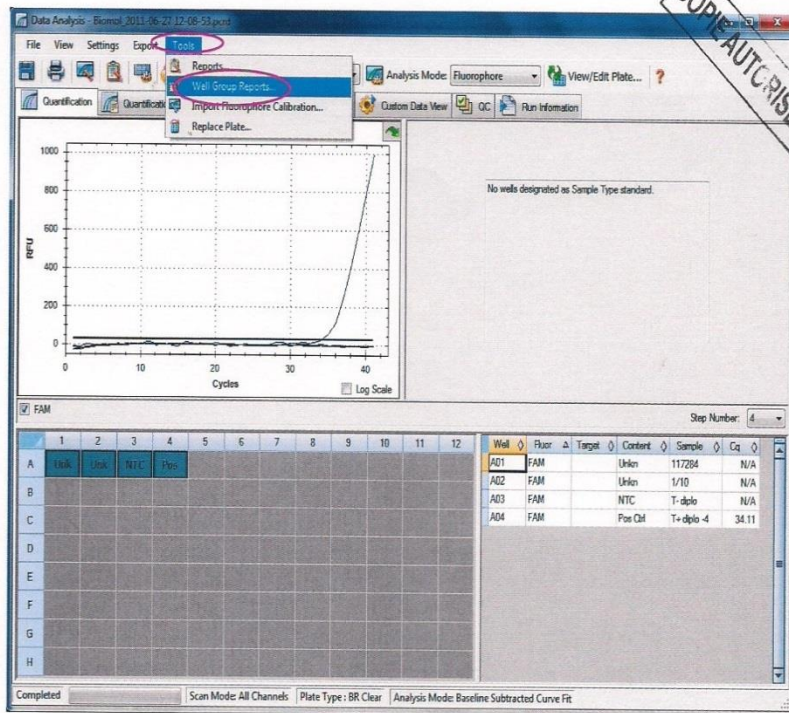 Data Analysis - Biomol_2011-06-27 12-08-53.pcrd
COPIE AUTORISÉE
File View Settings Export Tools
Reports...
Well Group Reports...
Import Fluorophore Calibration...
Replace Plate...
Analysis Mode: Fluorophore
View/Edit Plate... ?
Quantification
Quantificati
Custom Data View
QC
Run Information
1000
800
600
400
200
0
RFU
0 10 20 30 40
Cycles
Log Scale
No wells designated as Sample Type standard.
FAM
Step Number: 4
1 2 3 4 5 6 7 8 9 10 11 12
A Unk Unk NTC Pos
B
C
D
E
F
G
H
Well Fluor Target Content Sample Cq
A01 FAM Unkn 117284 N/A
A02 FAM Unkn 1/10 N/A
A03 FAM NTC T- diplo N/A
A04 FAM Pos Ctrl T+ diplo -4 34.11
Completed
Scan Mode: All Channels
Plate Type : BR Clear
Analysis Mode: Baseline Subtracted Curve Fit